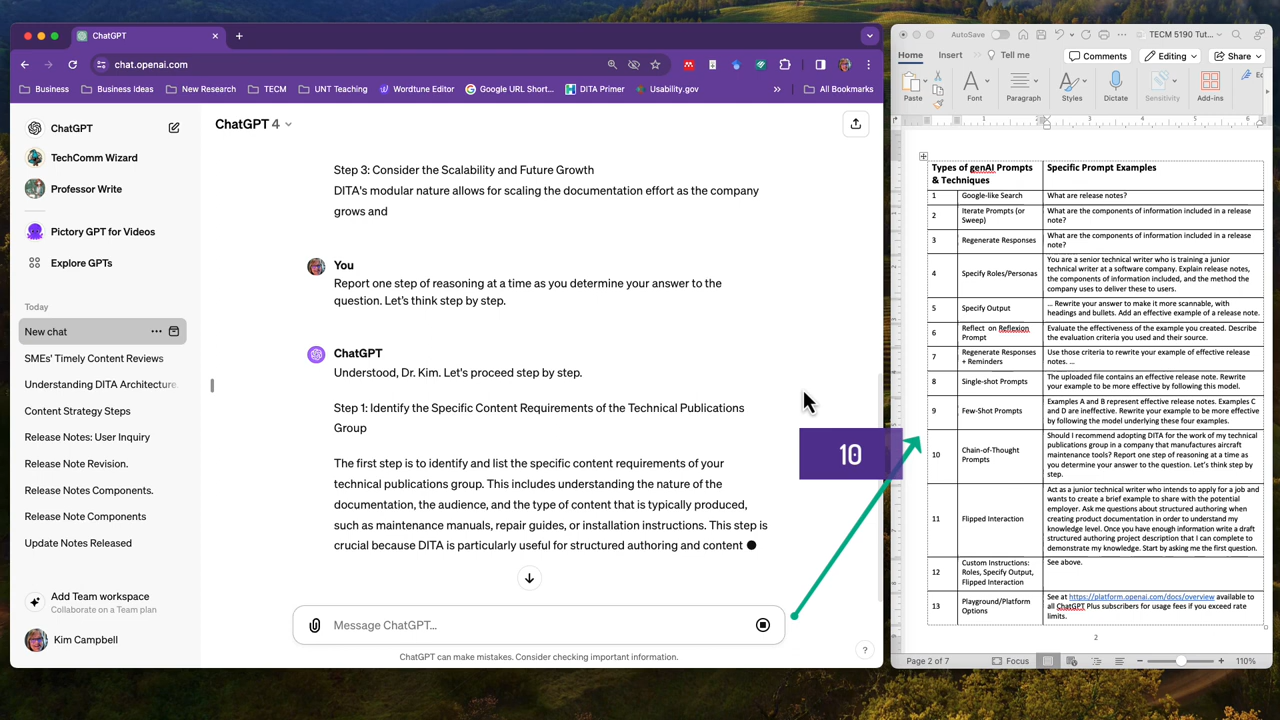 ChatGPT
chat.openai.com
Business
Business Ideas
New Research
TECM
GenAI Teaching
Wordtune Editor
Google URL Short...
DITA Primer
Usability.gov
All Bookmarks
ChatGPT
TechComm Wizard
Professor Write
Pictory GPT for Videos
Explore GPTs
Today
New chat
SMEs' Timely Content Reviews
Understanding DITA Architecture.
Content Strategy Steps
Release Notes: User Inquiry
Release Note Revision.
Release Notes Components.
Release Note Components
Update Notes Released
Add Team workspace
Collaborate on a Team plan
Kim Campbell
ChatGPT 4
Step 3: Consider the Scalability and Future Growth
DITA's modular nature allows for scaling the documentation effort as the company
grows and
You
Report one step of reasoning at a time as you determine your answer to the
question. Let's think step by step.
ChatGPT
Understood, Dr. Kim. Let's proceed step by step.
Step 1: Identify the Specific Content Requirements of the Technical Publications
Group
The first step is to identify and list the specific content requirements of your
technical publications group. This includes understanding the nature of the
documentation, the audience, and the type of content that is typically produced,
such as maintenance manuals, repair guides, or installation instructions. This step is
crucial because DITA is particularly useful for structured authoring and content
Message ChatGPT...
ChatGPT can make mistakes. Consider checking important information.
?
10
AutoSave
TECM 5190 Tut...
Home
Insert
Tell me
Comments
Editing
Share
Paste
Font
Paragraph
Styles
Dictate
Sensitivity
Add-ins
Ec
1 2 3 4 5 6
Types of genAI Prompts & Techniques
Specific Prompt Examples
1
Google-like Search
What are release notes?
2
Iterate Prompts (or
Sweep)
What are the components of information included in a release
note?
3
Regenerate Responses
What are the components of information included in a release
note?
4
Specify Roles/Personas
You are a senior technical writer who is training a junior
technical writer at a software company. Explain release notes,
the components of information included, and the method the
company uses to deliver these to users.
5
Specify Output
... Rewrite your answer to make it more scannable, with
headings and bullets. Add an effective example of a release note.
6
Reflect on Reflexion
Prompt
Evaluate the effectiveness of the example you created. Describe
the evaluation criteria you used and their source.
7
Regenerate Responses
+ Reminders
Use those criteria to rewrite your example of effective release
notes. ...
8
Single-shot Prompts
The uploaded file contains an effective release note. Rewrite
your example to be more effective by following this model.
9
Few-Shot Prompts
Examples A and B represent effective release notes. Examples C
and D are ineffective. Rewrite your example to be more effective
by following the model underlying these four examples.
10
Chain-of-Thought
Prompts
Should I recommend adopting DITA for the work of my technical
publications group in a company that manufactures aircraft
maintenance tools? Report one step of reasoning at a time as
you determine your answer to the question. Let's think step by
step.
11
Flipped Interaction
Act as a junior technical writer who intends to apply for a job and
wants to create a brief example to share with the potential
employer. Ask me questions about structured authoring when
creating product documentation in order to understand my
knowledge level. Once you have enough information write a draft
structured authoring project description that I can complete to
demonstrate my knowledge. Start by asking me the first question.
12
Custom Instructions:
Roles, Specify Output,
Flipped Interaction
See above.
13
Playground/Platform
Options
See at https://platform.openai.com/docs/overview available to
all ChatGPT Plus subscribers for usage fees if you exceed rate
limits.
2
Page 2 of 7
Focus
110%